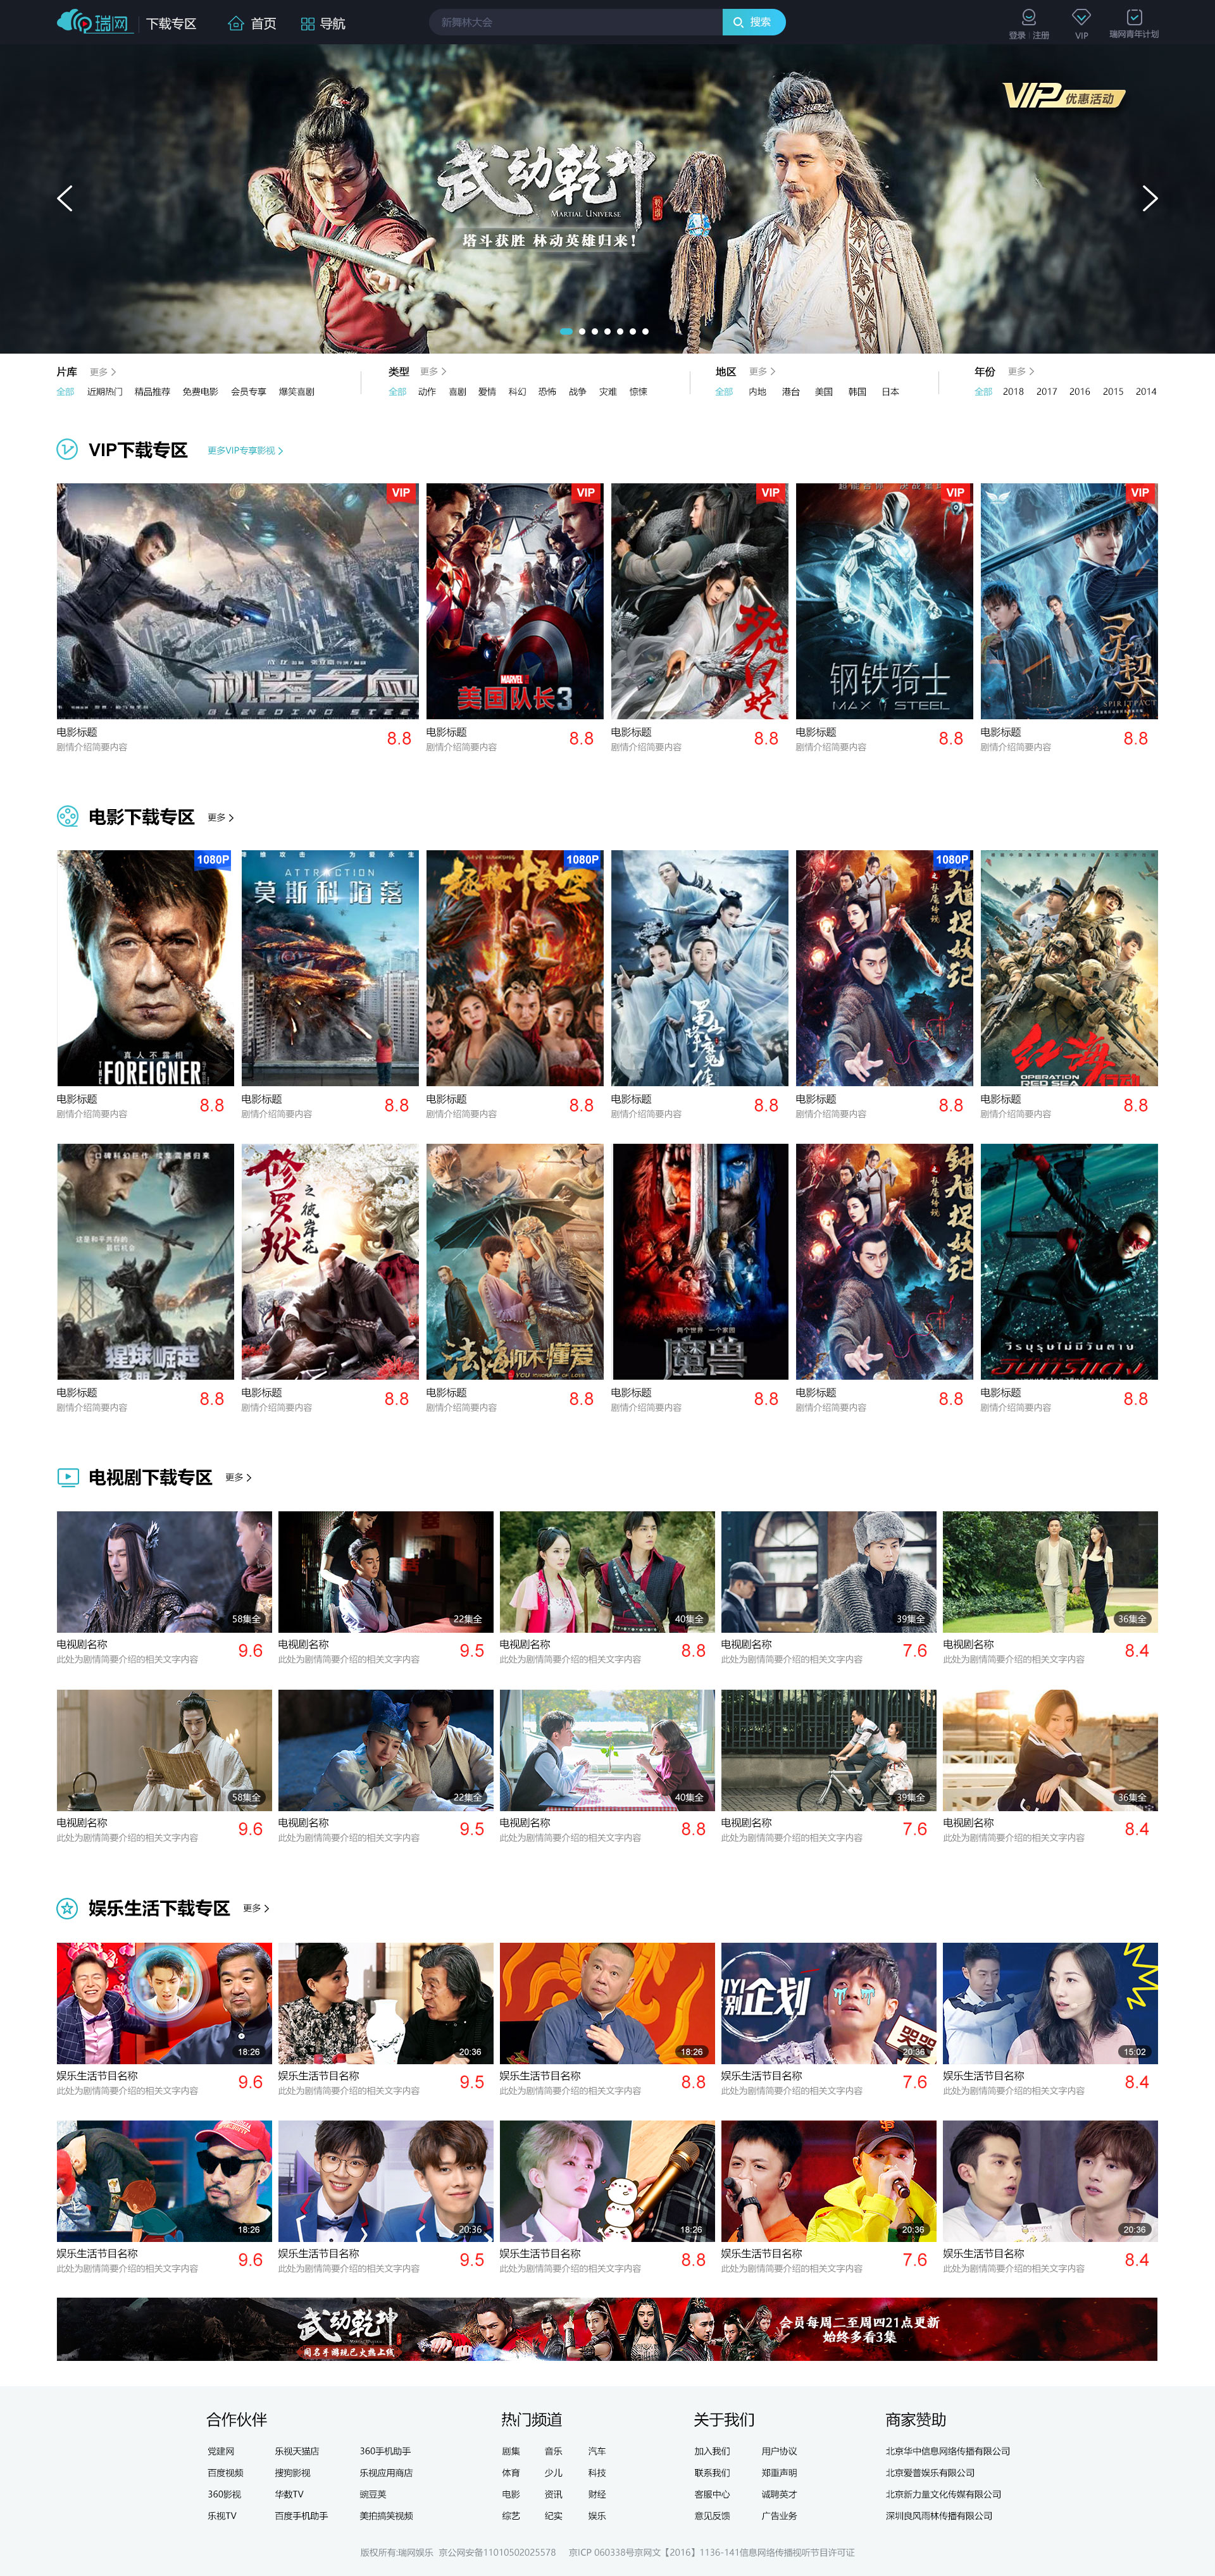 瑞网 下载专区 首页 导航 新舞林大会 搜索 登录 注册 VIP 瑞网青年计划
VIP优惠活动
武动乾坤
MARTIAL UNIVERSE
塔斗获胜 林动英雄归来!
片库 更多 类型 更多 地区 更多 年份 更多
全部 近期热门 精品推荐 免费电影 会员专享 爆笑喜剧 全部 动作 喜剧 爱情 科幻 恐怖 战争 灾难 惊悚 全部 内地 港台 美国 韩国 日本 全部 2018 2017 2016 2015 2014
VIP下载专区 更多VIP专享影视
VIP VIP VIP VIP VIP
机器之血
BLEEDING STEEL
MARVEL
美国队长3
钢铁骑士
MAX STEEL
灵契
SPIRITPACT
电影标题 8.8 电影标题 8.8 电影标题 8.8 电影标题 8.8 电影标题 8.8
剧情介绍简要内容 剧情介绍简要内容 剧情介绍简要内容 剧情介绍简要内容 剧情介绍简要内容
电影下载专区 更多
1080P 1080P 1080P
真人不露相
THE FOREIGNER
ATTRACTION
莫斯科陷落
蜀山降魔传
钟馗捉妖记
红海行动
OPERATION RED SEA
电影标题 8.8 电影标题 8.8 电影标题 8.8 电影标题 8.8 电影标题 8.8 电影标题 8.8
剧情介绍简要内容 剧情介绍简要内容 剧情介绍简要内容 剧情介绍简要内容 剧情介绍简要内容 剧情介绍简要内容
这是和平共存的
最后机会
猩球崛起
黎明之战
修罗狱
之彼岸花
法海你不懂爱
两个世界 一个家园
魔兽
钟馗捉妖记
วีรบุรุษไม่มีวันตาย
อินทรีแดง
电影标题 8.8 电影标题 8.8 电影标题 8.8 电影标题 8.8 电影标题 8.8 电影标题 8.8
剧情介绍简要内容 剧情介绍简要内容 剧情介绍简要内容 剧情介绍简要内容 剧情介绍简要内容 剧情介绍简要内容
电视剧下载专区 更多
58集全 22集全 40集全 39集全 36集全
电视剧名称 9.6 电视剧名称 9.5 电视剧名称 8.8 电视剧名称 7.6 电视剧名称 8.4
此处为剧情简要介绍的相关文字内容 此处为剧情简要介绍的相关文字内容 此处为剧情简要介绍的相关文字内容 此处为剧情简要介绍的相关文字内容 此处为剧情简要介绍的相关文字内容
58集全 22集全 40集全 39集全 36集全
电视剧名称 9.6 电视剧名称 9.5 电视剧名称 8.8 电视剧名称 7.6 电视剧名称 8.4
此处为剧情简要介绍的相关文字内容 此处为剧情简要介绍的相关文字内容 此处为剧情简要介绍的相关文字内容 此处为剧情简要介绍的相关文字内容 此处为剧情简要介绍的相关文字内容
娱乐生活下载专区 更多
企划
哭哭
18:26 20:36 18:26 20:36 15:02
娱乐生活节目名称 9.6 娱乐生活节目名称 9.5 娱乐生活节目名称 8.8 娱乐生活节目名称 7.6 娱乐生活节目名称 8.4
此处为剧情简要介绍的相关文字内容 此处为剧情简要介绍的相关文字内容 此处为剧情简要介绍的相关文字内容 此处为剧情简要介绍的相关文字内容 此处为剧情简要介绍的相关文字内容
18:26 20:36 18:26 20:36 20:36
娱乐生活节目名称 9.6 娱乐生活节目名称 9.5 娱乐生活节目名称 8.8 娱乐生活节目名称 7.6 娱乐生活节目名称 8.4
此处为剧情简要介绍的相关文字内容 此处为剧情简要介绍的相关文字内容 此处为剧情简要介绍的相关文字内容 此处为剧情简要介绍的相关文字内容 此处为剧情简要介绍的相关文字内容
武动乾坤
同名手游现已火热上线
会员每周二至周四21点更新
始终多看3集
合作伙伴 热门频道 关于我们 商家赞助
党建网 乐视天猫店 360手机助手 剧集 音乐 汽车 加入我们 用户协议 北京华中信息网络传播有限公司
百度视频 搜狗影视 乐视应用商店 体育 少儿 科技 联系我们 郑重声明 北京爱普娱乐有限公司
360影视 华数TV 豌豆荚 电影 资讯 财经 客服中心 诚聘英才 北京新力量文化传媒有限公司
乐视TV 百度手机助手 美拍搞笑视频 综艺 纪实 娱乐 意见反馈 广告业务 深圳良风雨林传播有限公司
版权所有:瑞网娱乐 京公网安备11010502025578 京ICP 060338号京网文【2016】1136-141信息网络传播视听节目许可证